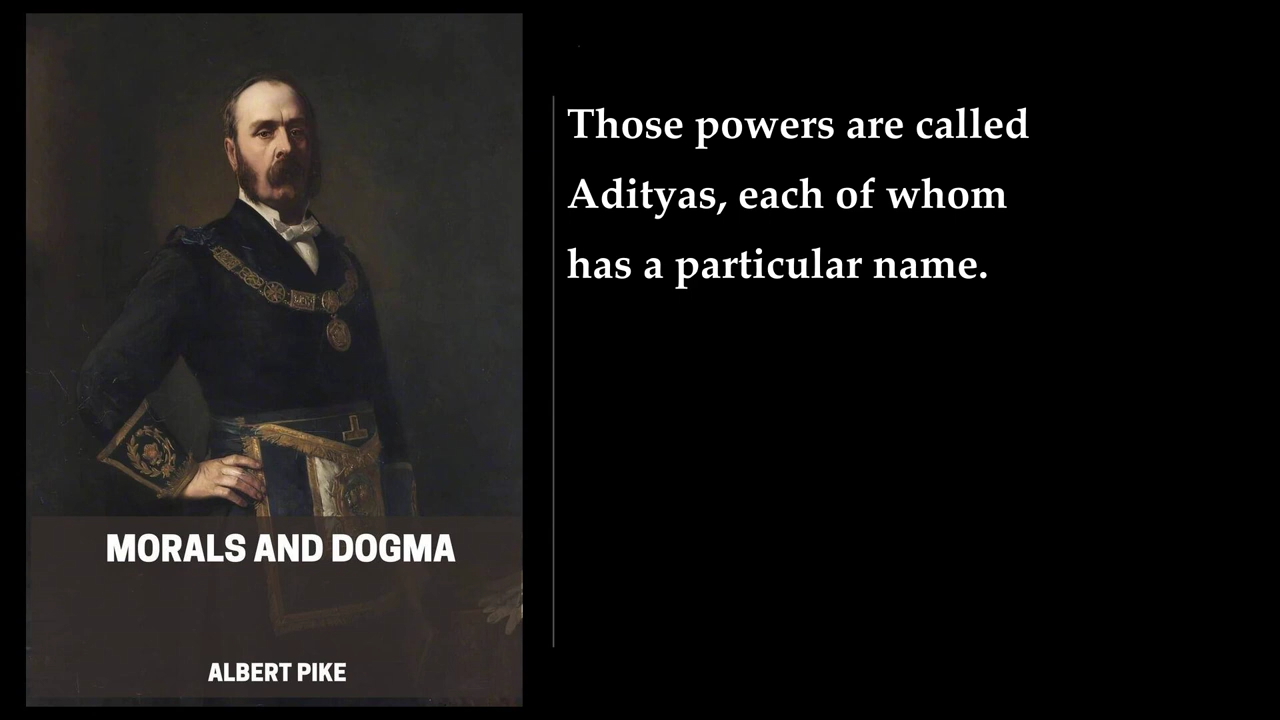 Those powers are called
Adityas, each of whom
has a particular name.
MORALS AND DOGMA
ALBERT PIKE